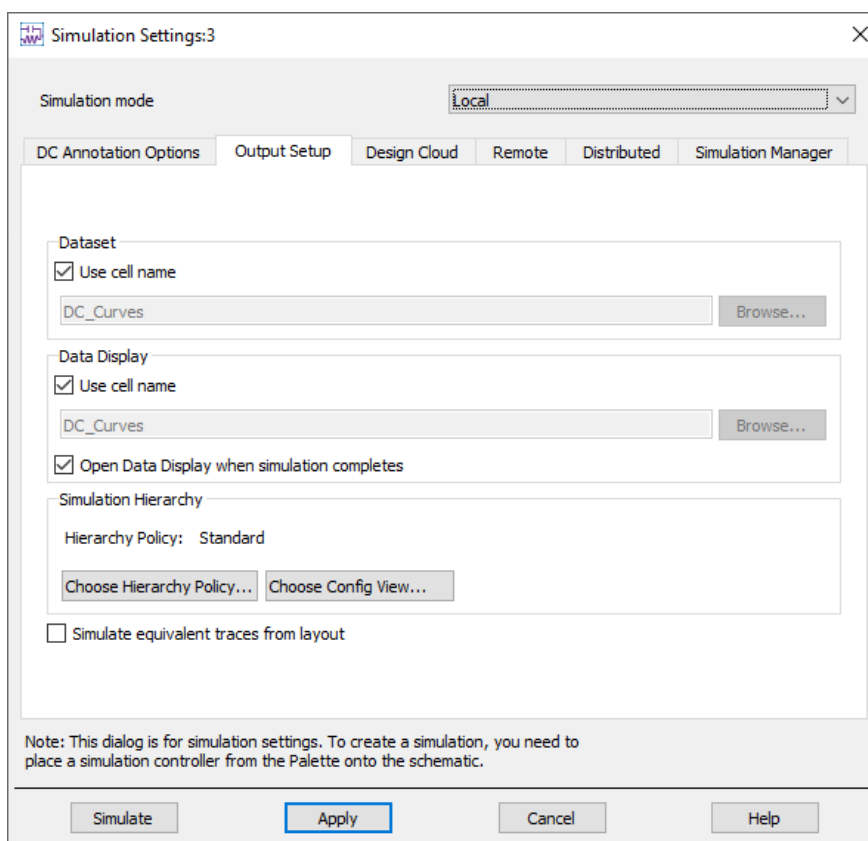 Simulation Settings:3
Simulation mode
Local
DC Annotation Options
Output Setup
Design Cloud
Remote
Distributed
Simulation Manager
Dataset
Use cell name
DC_Curves
Browse...
Data Display
Use cell name
DC_Curves
Browse...
Open Data Display when simulation completes
Simulation Hierarchy
Hierarchy Policy: Standard
Choose Hierarchy Policy...
Choose Config View...
Simulate equivalent traces from layout
Note: This dialog is for simulation settings. To create a simulation, you need to
place a simulation controller from the Palette onto the schematic.
Simulate
Apply
Cancel
Help